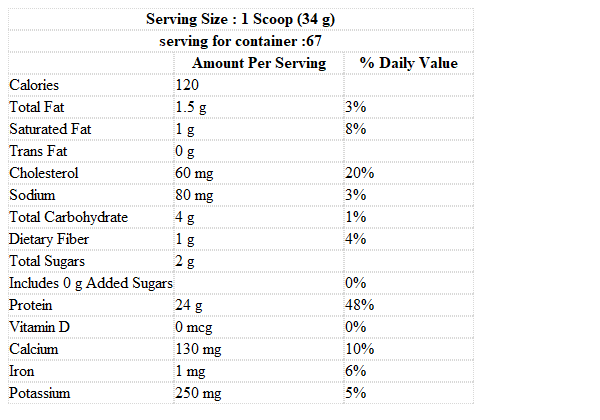 Serving Size : 1 Scoop (34 g)
serving for container :67
Amount Per Serving % Daily Value
Calories 120
Total Fat 1.5 g 3%
Saturated Fat 1 g 8%
Trans Fat 0 g
Cholesterol 60 mg 20%
Sodium 80 mg 3%
Total Carbohydrate 4 g 1%
Dietary Fiber 1 g 4%
Total Sugars 2 g
Includes 0 g Added Sugars 0%
Protein 24 g 48%
Vitamin D 0 mcg 0%
Calcium 130 mg 10%
Iron 1 mg 6%
Potassium 250 mg 5%